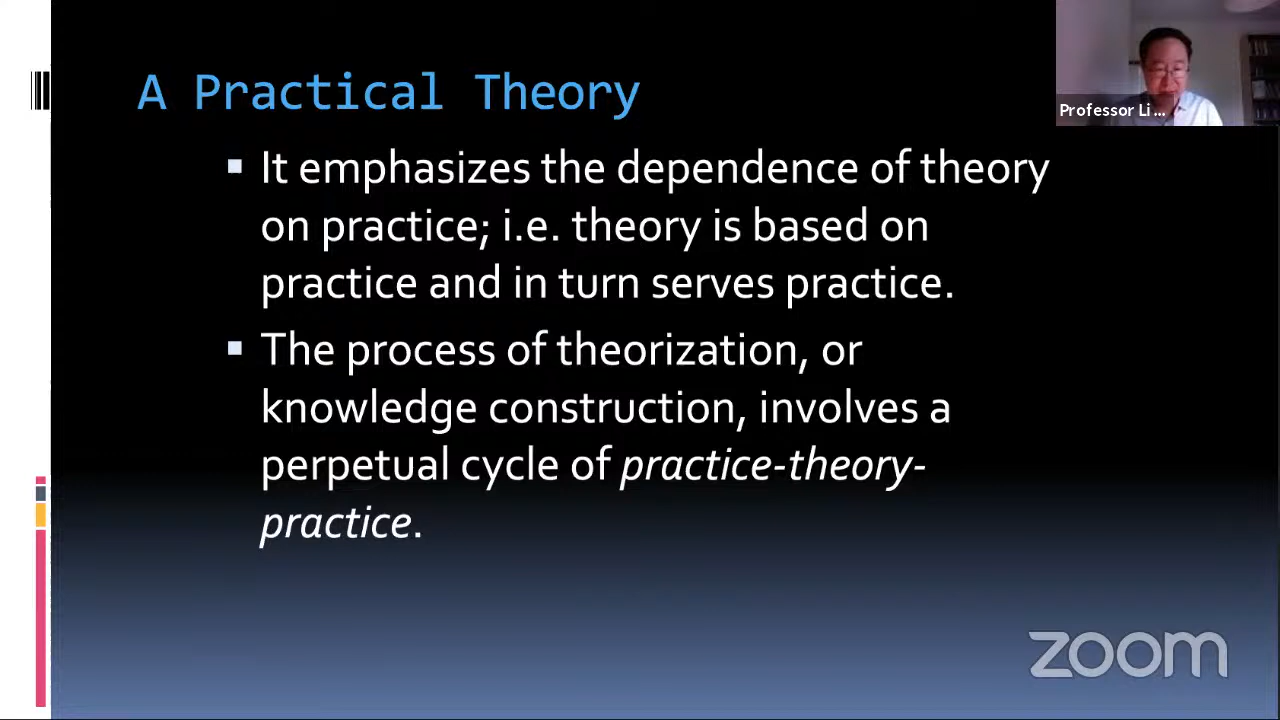 A Practical Theory
It emphasizes the dependence of theory
on practice; i.e. theory is based on
practice and in turn serves practice.
The process of theorization, or
knowledge construction, involves a
perpetual cycle of practice-theory-
practice.
Professor Li ...
zoom